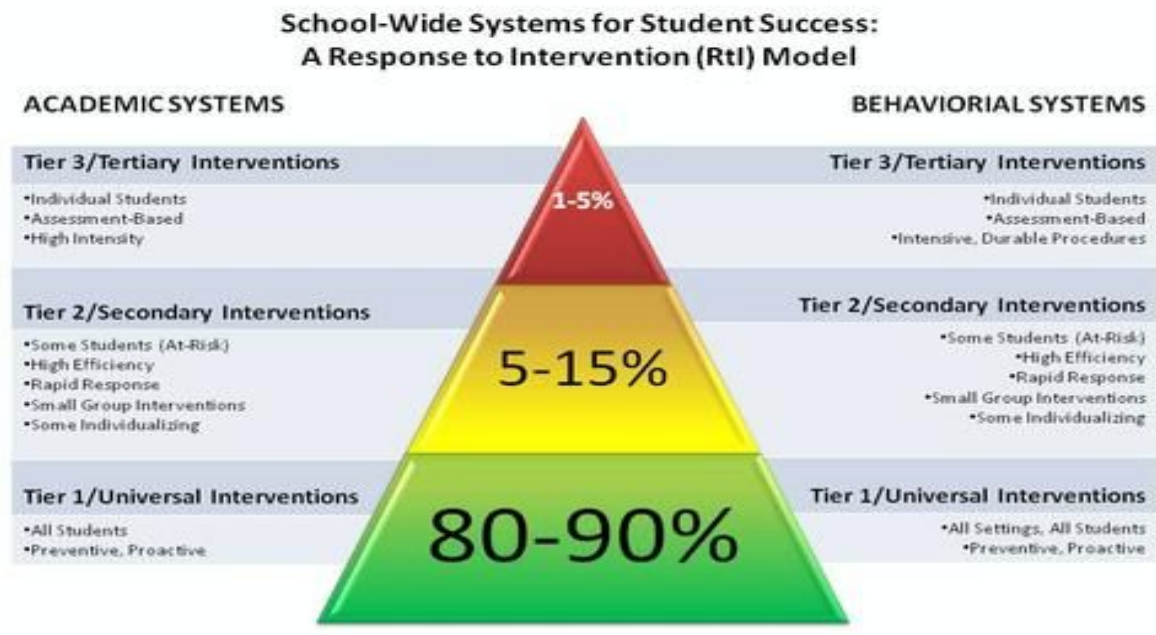 School-Wide Systems for Student Success:
A Response to Intervention (RtI) Model
ACADEMIC SYSTEMS
Tier 3/Tertiary Interventions
•Individual Students
•Assessment-Based
•High Intensity
Tier 2/Secondary Interventions
•Some Students (At-Risk)
•High Efficiency
•Rapid Response
•Small Group Interventions
•Some Individualizing
Tier 1/Universal Interventions
•All Students
•Preventive, Proactive
1-5%
5-15%
80-90%
BEHAVIORIAL SYSTEMS
Tier 3/Tertiary Interventions
•Individual Students
•Assessment-Based
•Intensive, Durable Procedures
Tier 2/Secondary Interventions
•Some Students (At-Risk)
•High Efficiency
•Rapid Response
•Small Group Interventions
•Some Individualizing
Tier 1/Universal Interventions
•All Settings, All Students
•Preventive, Proactive